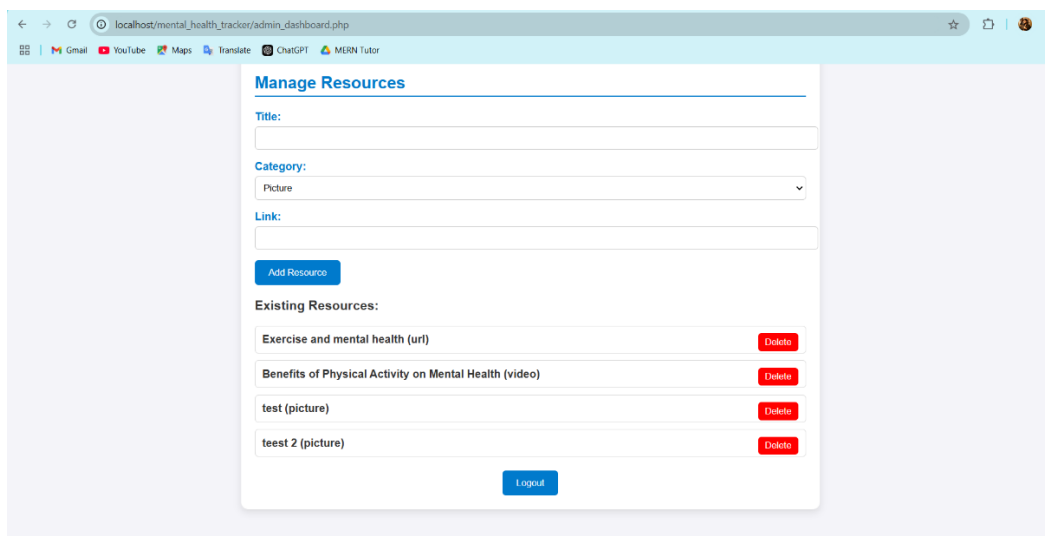 localhost/mental_health_tracker/admin_dashboard.php
Gmail YouTube Maps Translate ChatGPT MERN Tutor
Manage Resources
Title:
Category:
Picture
Link:
Add Resource
Existing Resources:
Exercise and mental health (url) Delete
Benefits of Physical Activity on Mental Health (video) Delete
test (picture) Delete
teest 2 (picture) Delete
Logout